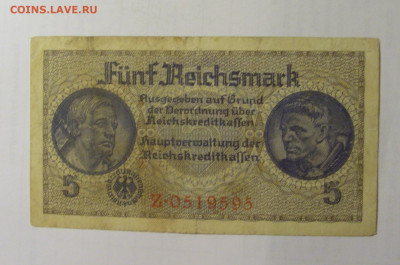 COINS.LAVE.RU
Fünf Reichsmark
Ausgegeben auf Grund
der Verordnung über
Reichskreditkassen
Hauptverwaltung der
Reichskreditkassen
5
5
Z·0519595